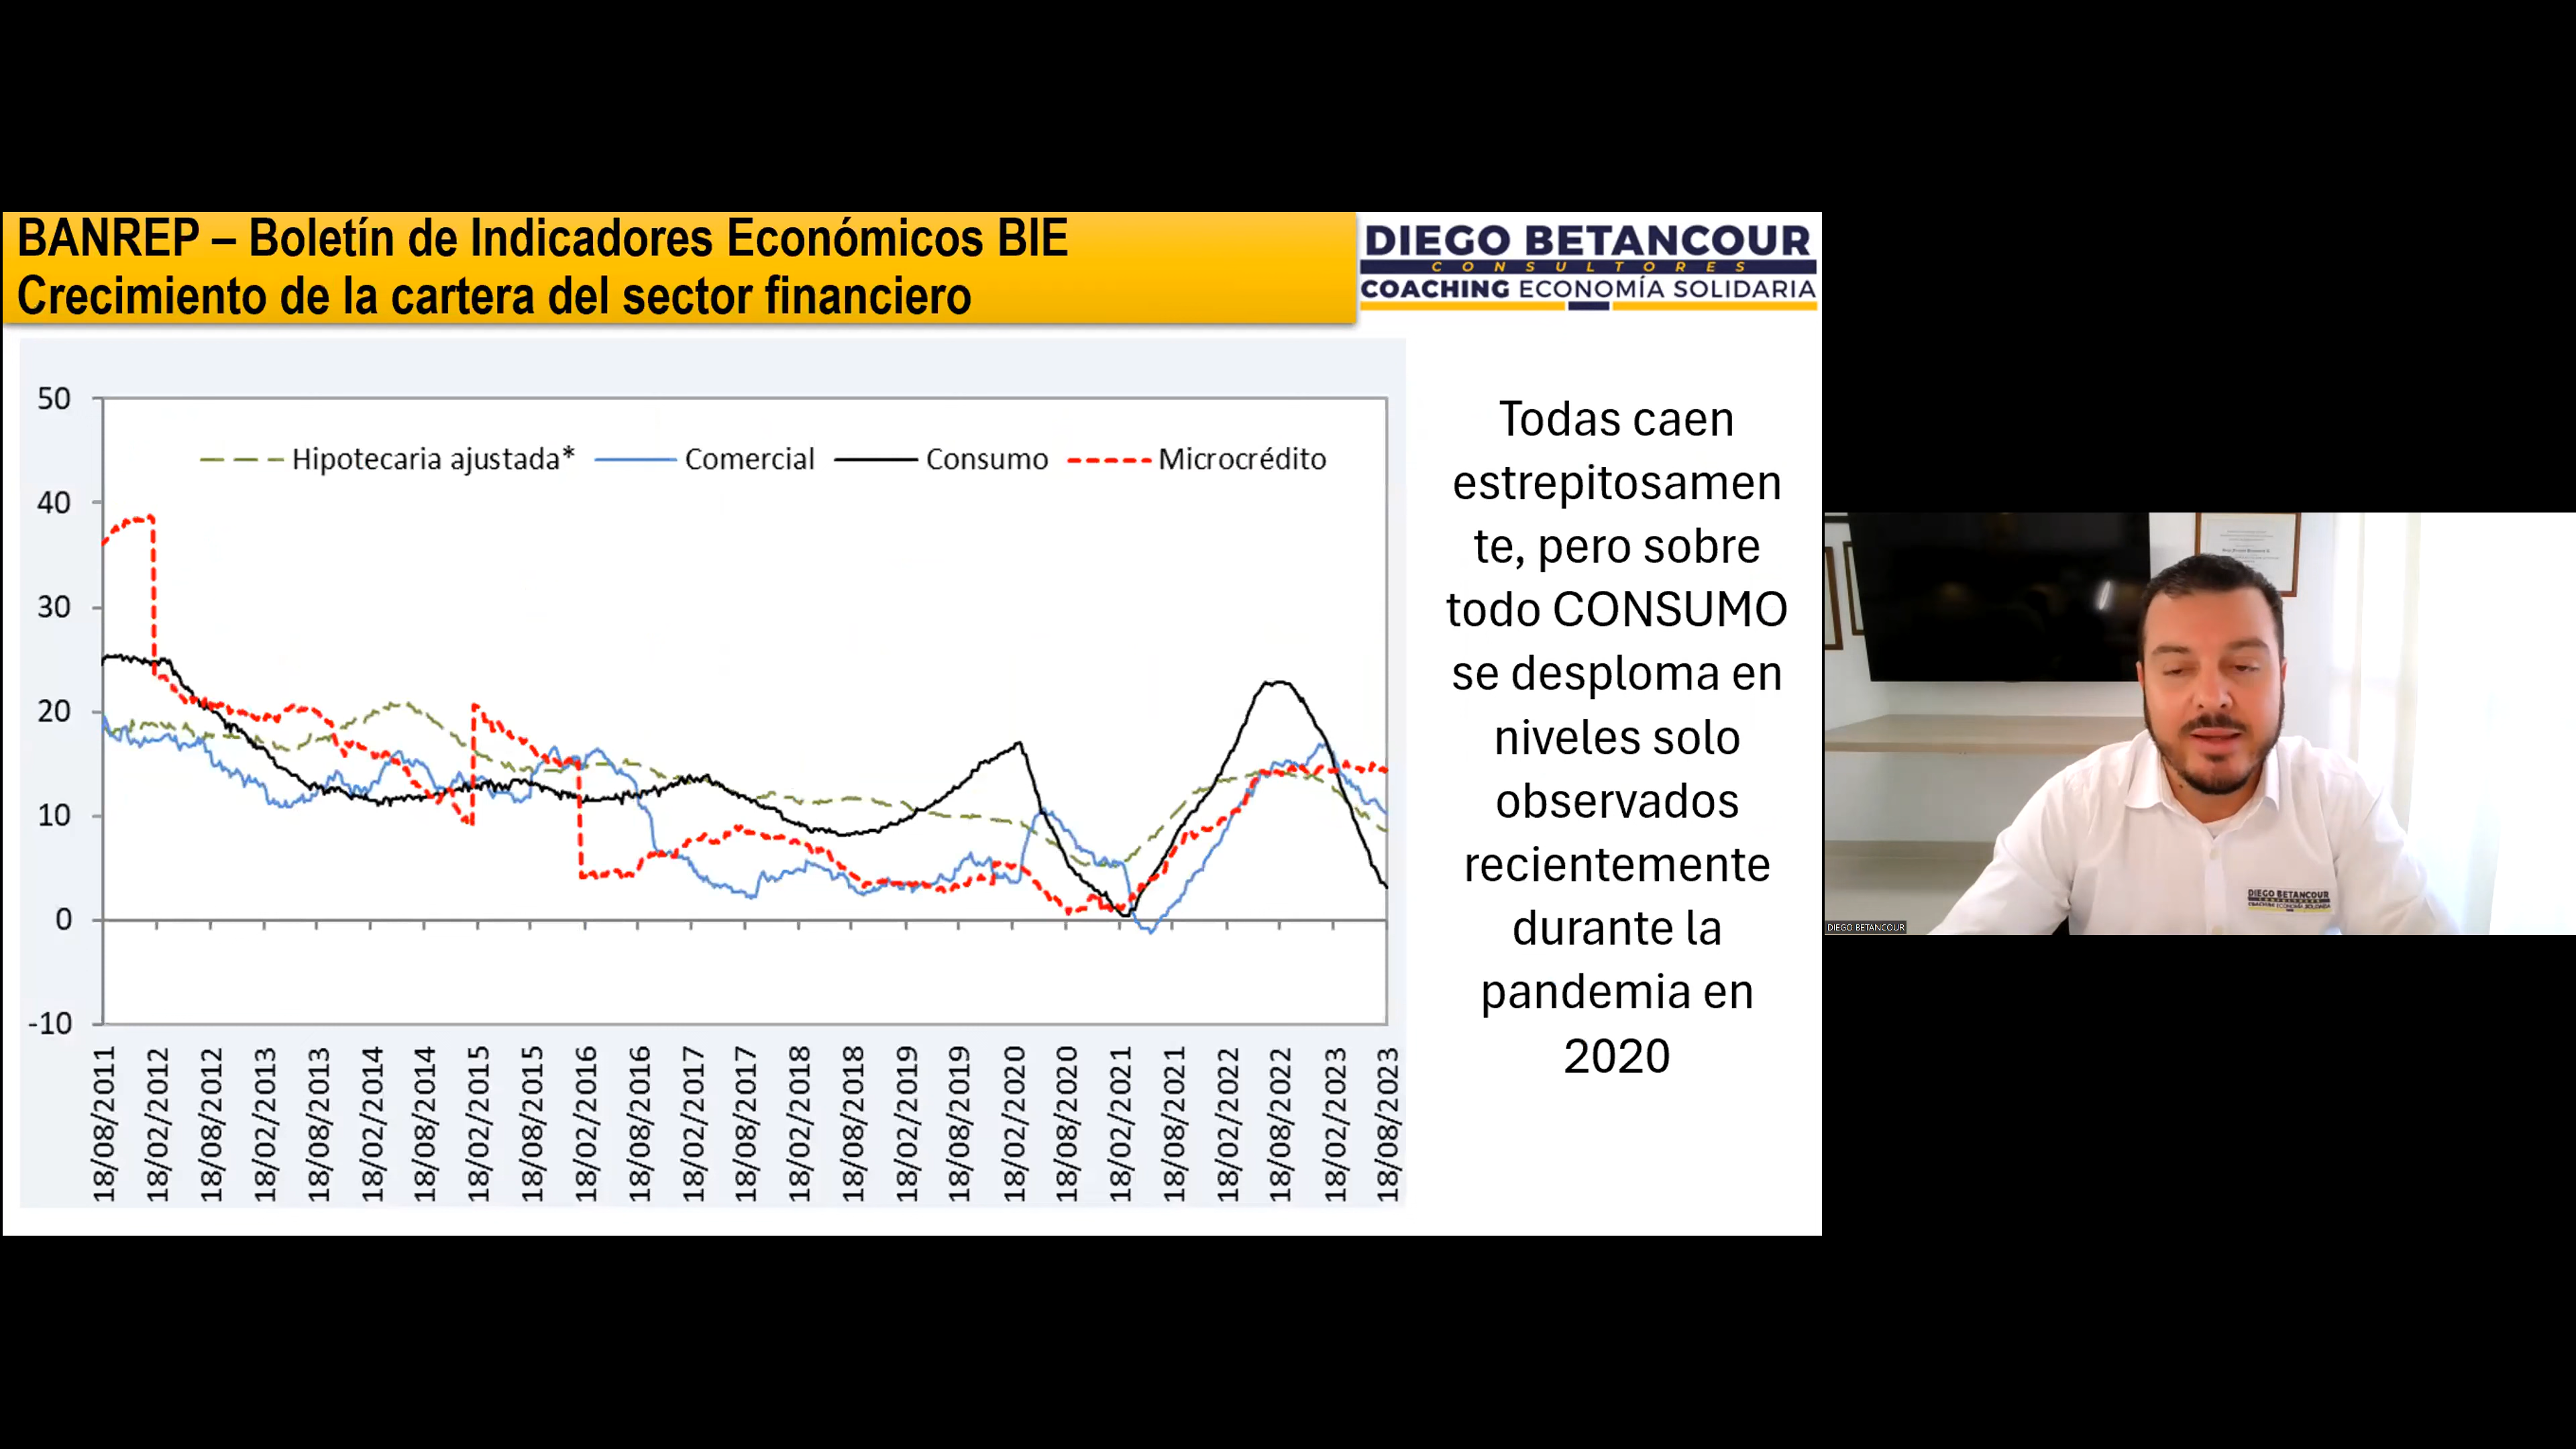 BANREP – Boletín de Indicadores Económicos BIE
Crecimiento de la cartera del sector financiero
DIEGO BETANCOUR
CONSULTORES
COACHING ECONOMÍA SOLIDARIA
50
40
30
20
10
0
-10
Hipotecaria ajustada* Comercial Consumo Microcrédito
18/08/2011
18/02/2012
18/08/2012
18/02/2013
18/08/2013
18/02/2014
18/08/2014
18/02/2015
18/08/2015
18/02/2016
18/08/2016
18/02/2017
18/08/2017
18/02/2018
18/08/2018
18/02/2019
18/08/2019
18/02/2020
18/08/2020
18/02/2021
18/08/2021
18/02/2022
18/08/2022
18/02/2023
18/08/2023
Todas caen
estrepitosamen
te, pero sobre
todo CONSUMO
se desploma en
niveles solo
observados
recientemente
durante la
pandemia en
2020
DIEGO BETANCOUR
CONSULTORES
COACHING ECONOMÍA SOLIDARIA
DIEGO BETANCOUR